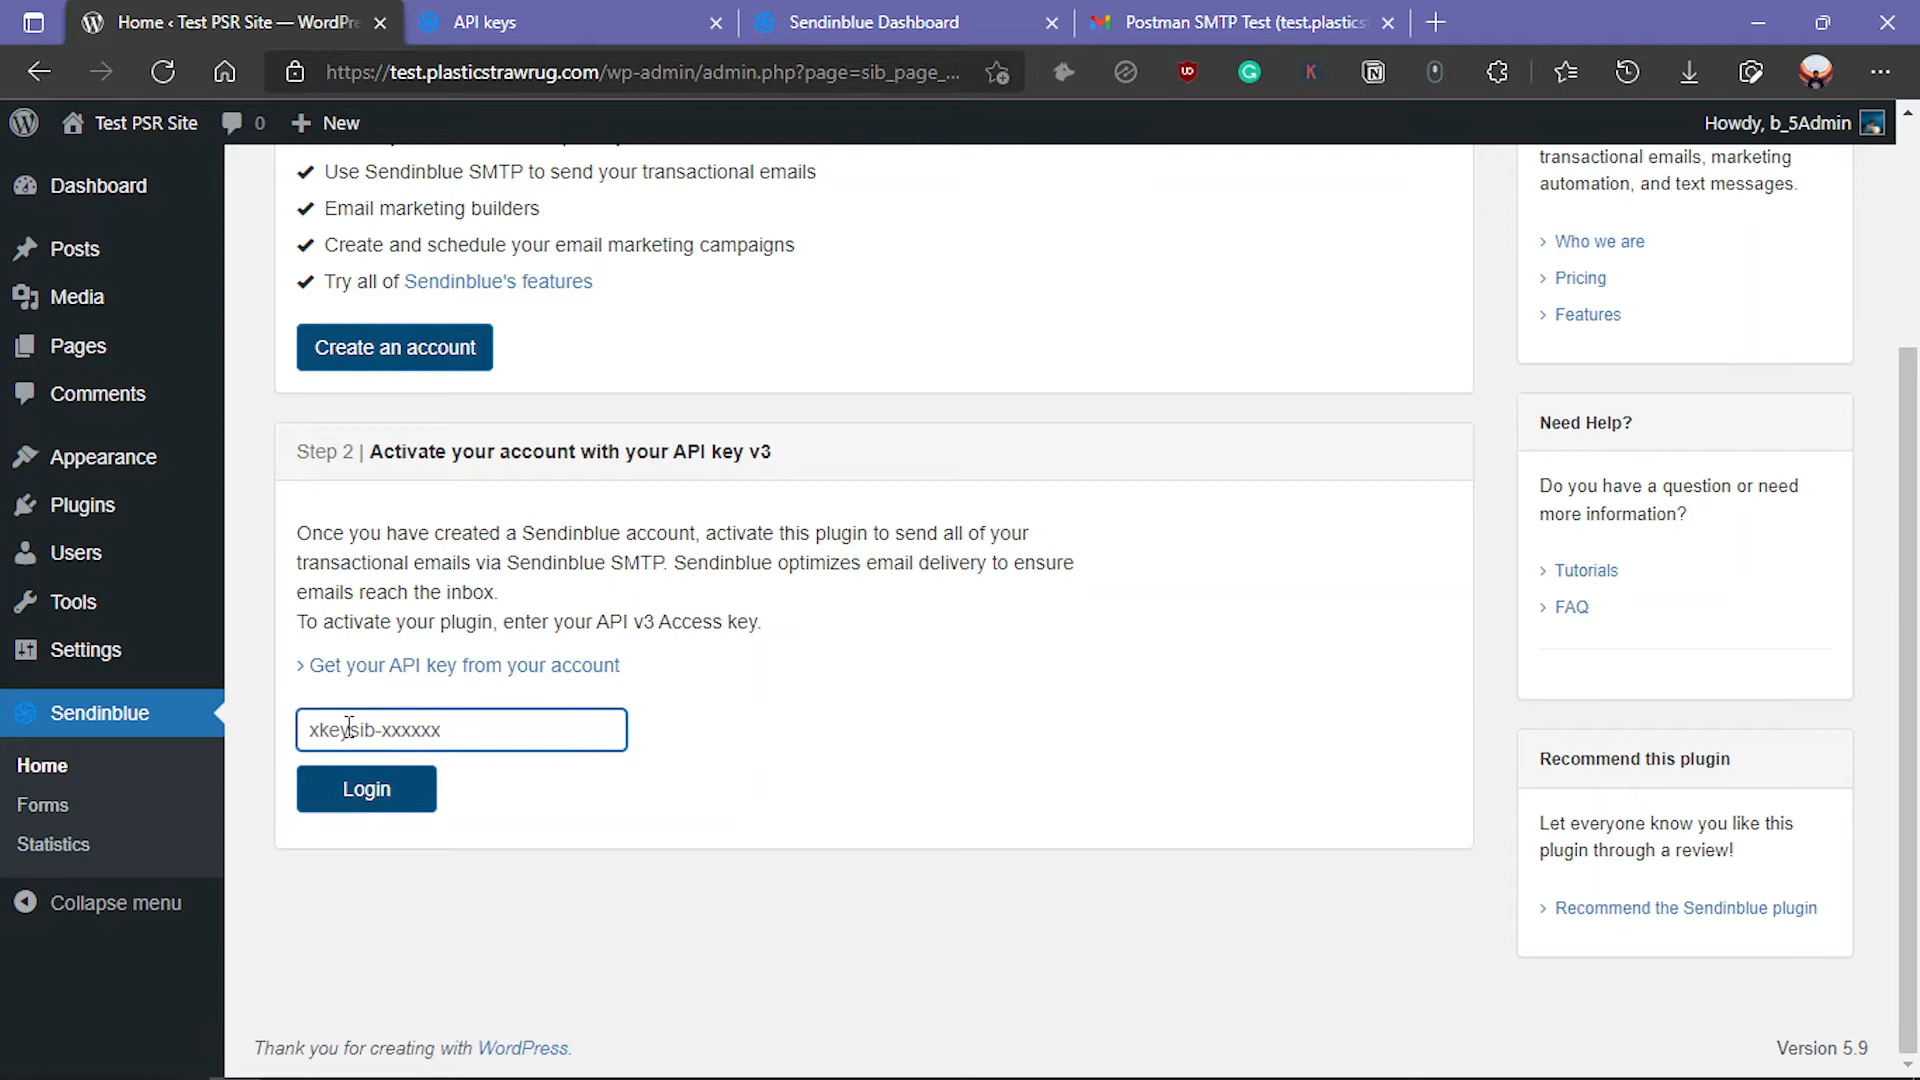 Home ‹ Test PSR Site — WordPre
API keys
Sendinblue Dashboard
Postman SMTP Test (test.plastics
https://test.plasticstrawrug.com/wp-admin/admin.php?page=sib_page_...
Test PSR Site
0
New
Howdy, b_5Admin
Dashboard
Posts
Media
Pages
Comments
Appearance
Plugins
Users
Tools
Settings
Sendinblue
Home
Forms
Statistics
Collapse menu
Use Sendinblue SMTP to send your transactional emails
Email marketing builders
Create and schedule your email marketing campaigns
Try all of Sendinblue's features
Create an account
Step 2 | Activate your account with your API key v3
Once you have created a Sendinblue account, activate this plugin to send all of your
transactional emails via Sendinblue SMTP. Sendinblue optimizes email delivery to ensure
emails reach the inbox.
To activate your plugin, enter your API v3 Access key.
› Get your API key from your account
xkeysib-xxxxxx
Login
transactional emails, marketing
automation, and text messages.
› Who we are
› Pricing
› Features
Need Help?
Do you have a question or need
more information?
› Tutorials
› FAQ
Recommend this plugin
Let everyone know you like this
plugin through a review!
› Recommend the Sendinblue plugin
Thank you for creating with WordPress.
Version 5.9